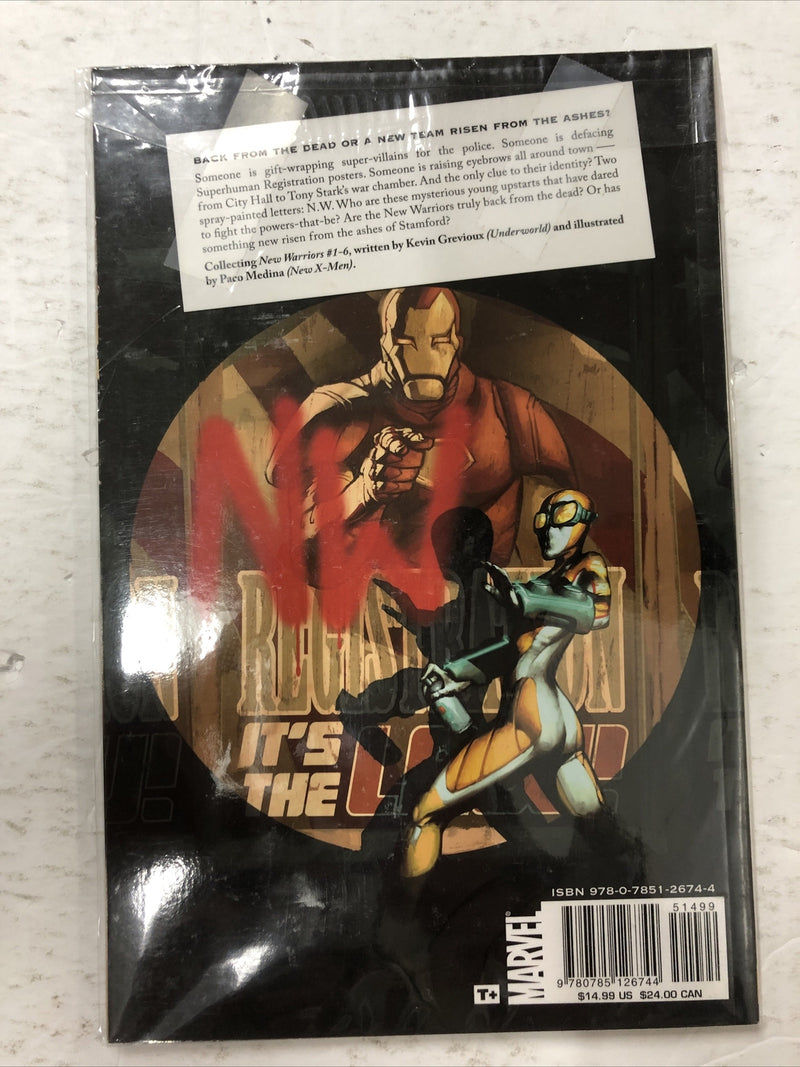 BACK FROM THE DEAD OR A NEW TEAM RISEN FROM THE ASHES?
Someone is gift-wrapping super-villains for the police. Someone is defacing
Superhuman Registration posters. Someone is raising eyebrows all around town —
from City Hall to Tony Stark's war chamber. And the only clue to their identity? Two
spray-painted letters: N.W. Who are these mysterious young upstarts that have dared
to fight the powers-that-be? Are the New Warriors truly back from the dead? Or has
something new risen from the ashes of Stamford?
Collecting New Warriors #1-6, written by Kevin Grevioux (Underworld) and illustrated
by Paco Medina (New X-Men).
NW
REGISTRATION
IT'S
THE
ISBN 978-0-7851-2674-4
51499
MARVEL®
T+
9 780785 126744
$14.99 US $24.00 CAN